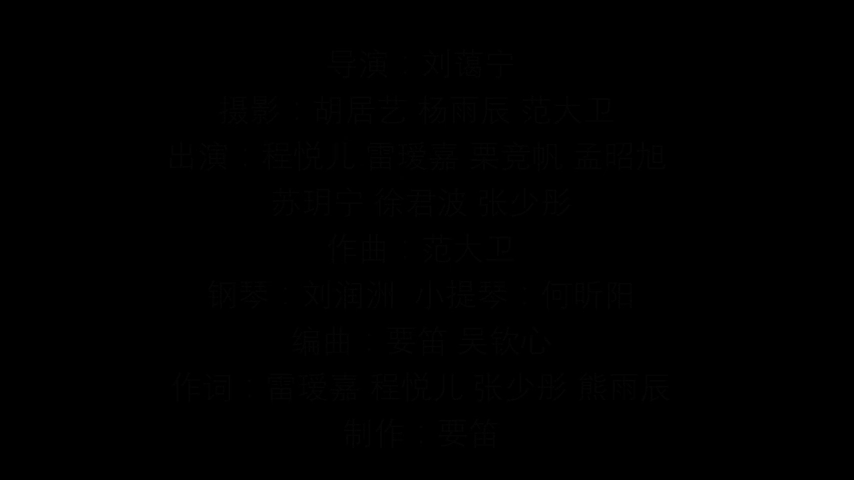 导演：刘蔼宁
摄影：胡居艺 杨雨辰 范大卫
出演：程悦儿 雷瑷嘉 栗竞帆 孟昭旭
苏玥宁 徐君波 张少彤
作曲：范大卫
钢琴：刘润洲 小提琴：何昕阳
编曲：要笛 吴钦心
作词：雷瑷嘉 程悦儿 张少彤 熊雨辰
制作：要笛